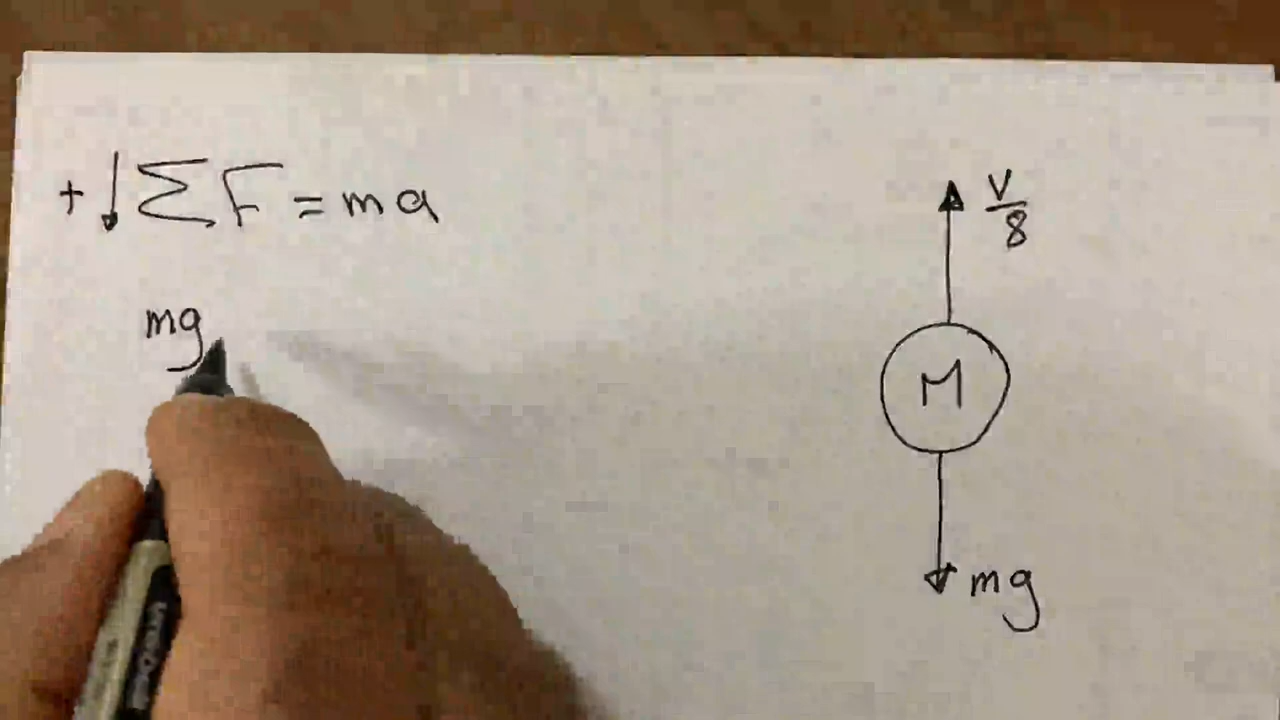 +↓ΣF = ma
mg
V/8
M
mg